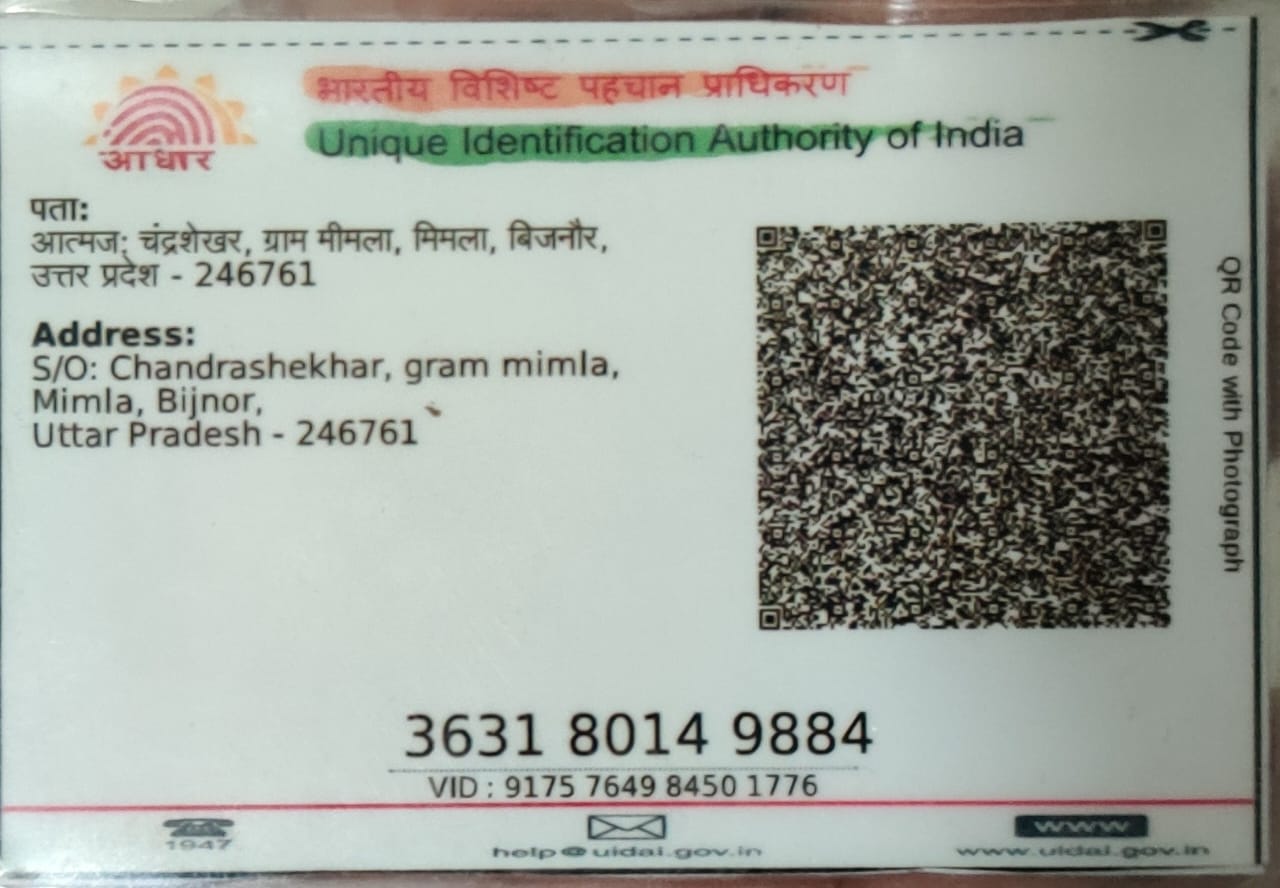 भारतीय विशिष्ट पहचान प्राधिकरण
Unique Identification Authority of India
आधार
पता:
आत्मज: चंद्रशेखर, ग्राम मीमला, मिमला, बिजनौर,
उत्तर प्रदेश - 246761
Address:
S/O: Chandrashekhar, gram mimla,
Mimla, Bijnor,
Uttar Pradesh - 246761
QR Code with Photograph
3631 8014 9884
VID : 9175 7649 8450 1776
1947
help@uidai.gov.in
www
www.uidai.gov.in